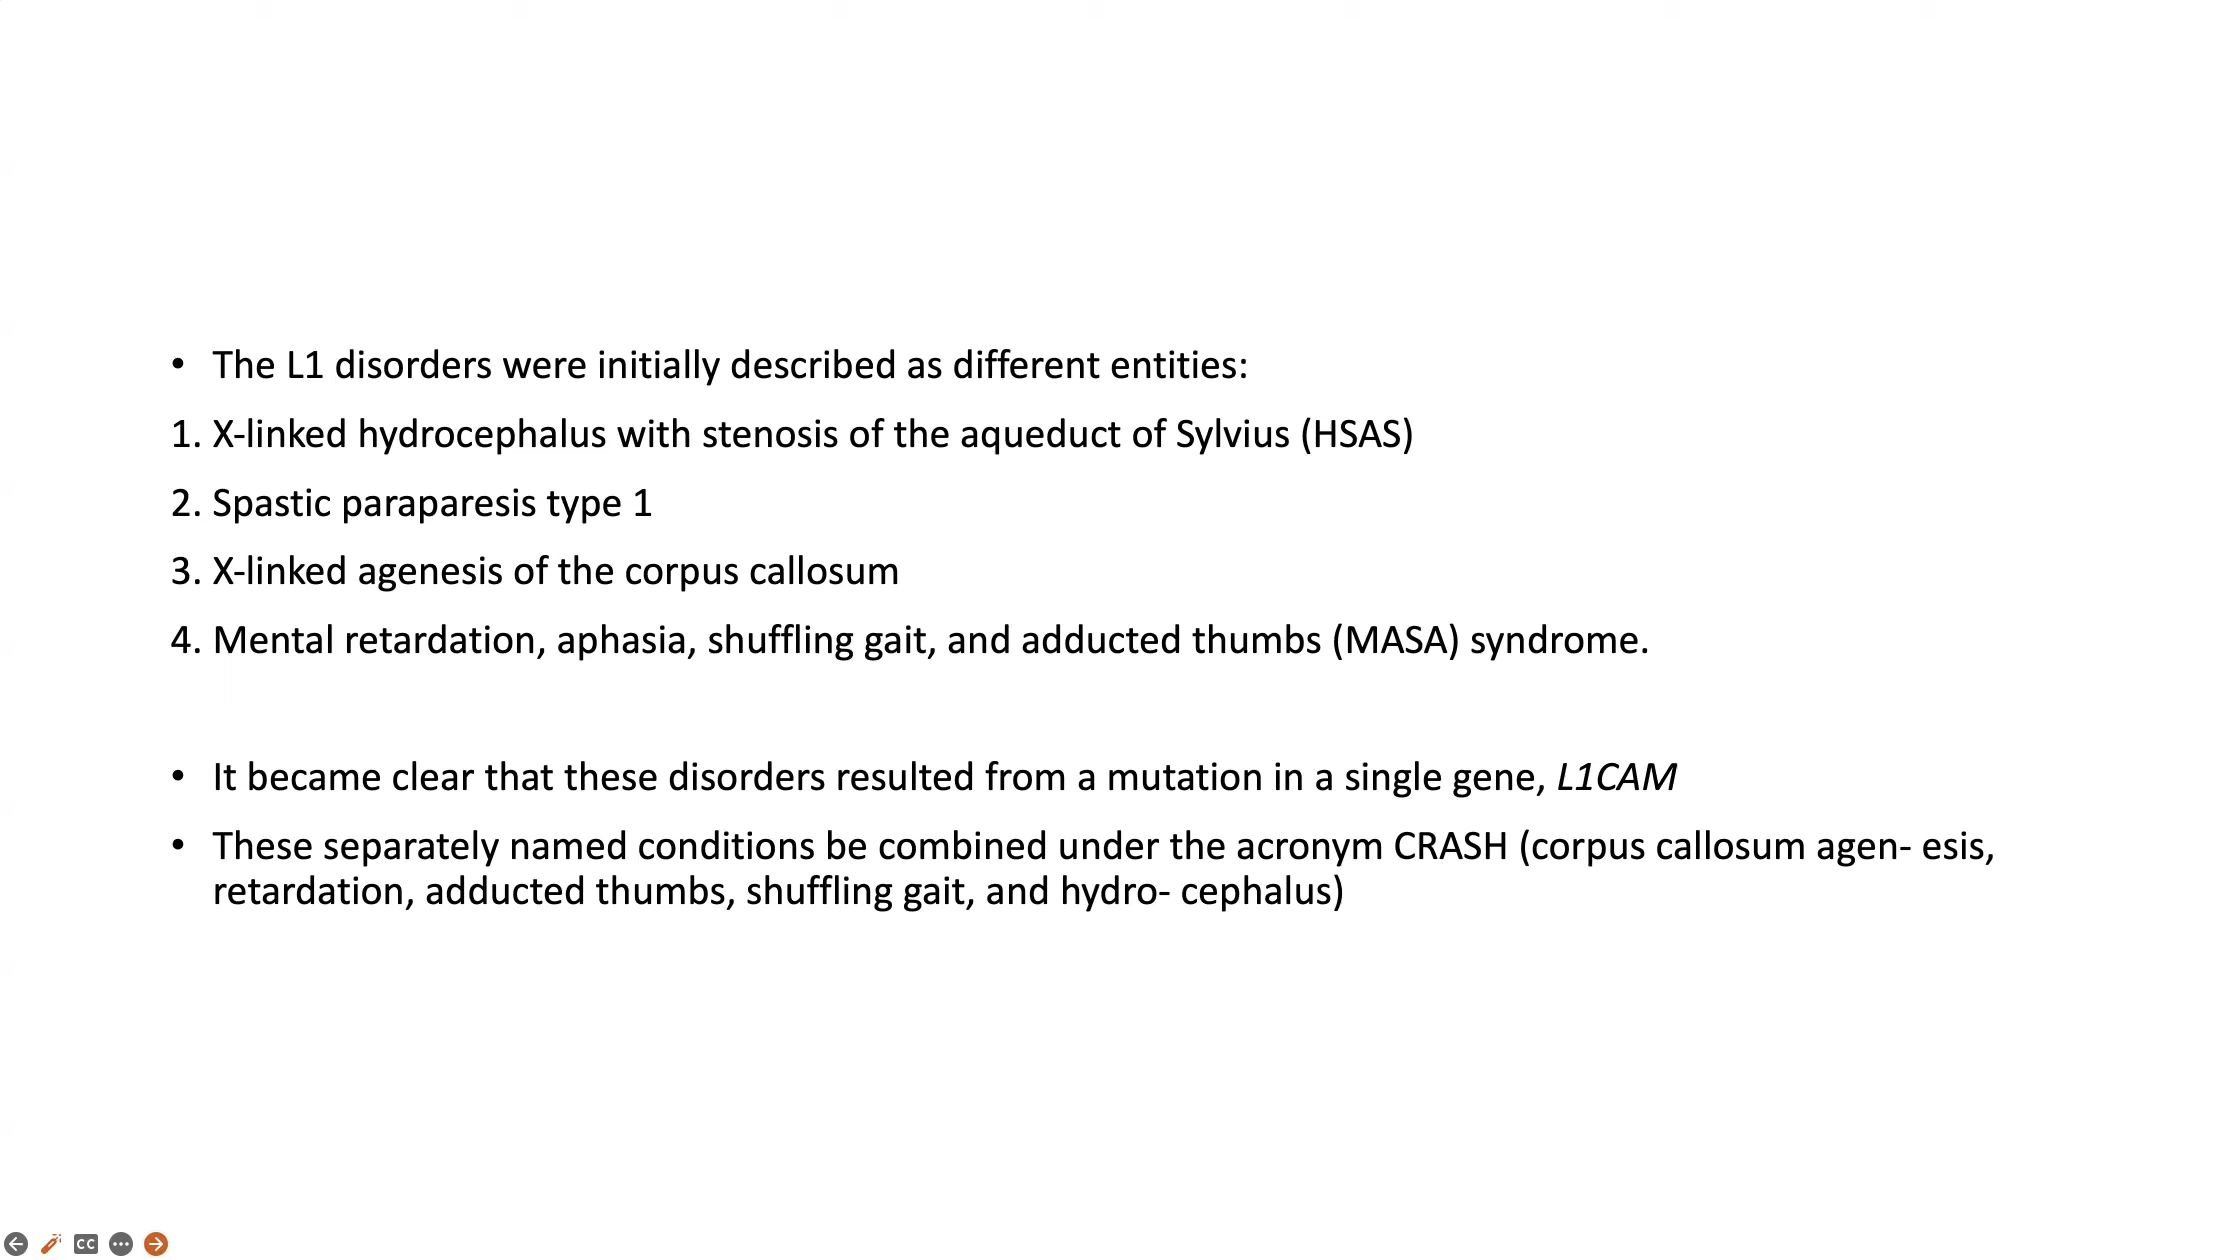 • The L1 disorders were initially described as different entities:
1. X-linked hydrocephalus with stenosis of the aqueduct of Sylvius (HSAS)
2. Spastic paraparesis type 1
3. X-linked agenesis of the corpus callosum
4. Mental retardation, aphasia, shuffling gait, and adducted thumbs (MASA) syndrome.
• It became clear that these disorders resulted from a mutation in a single gene, L1CAM
• These separately named conditions be combined under the acronym CRASH (corpus callosum agen- esis,
retardation, adducted thumbs, shuffling gait, and hydro- cephalus)
CC